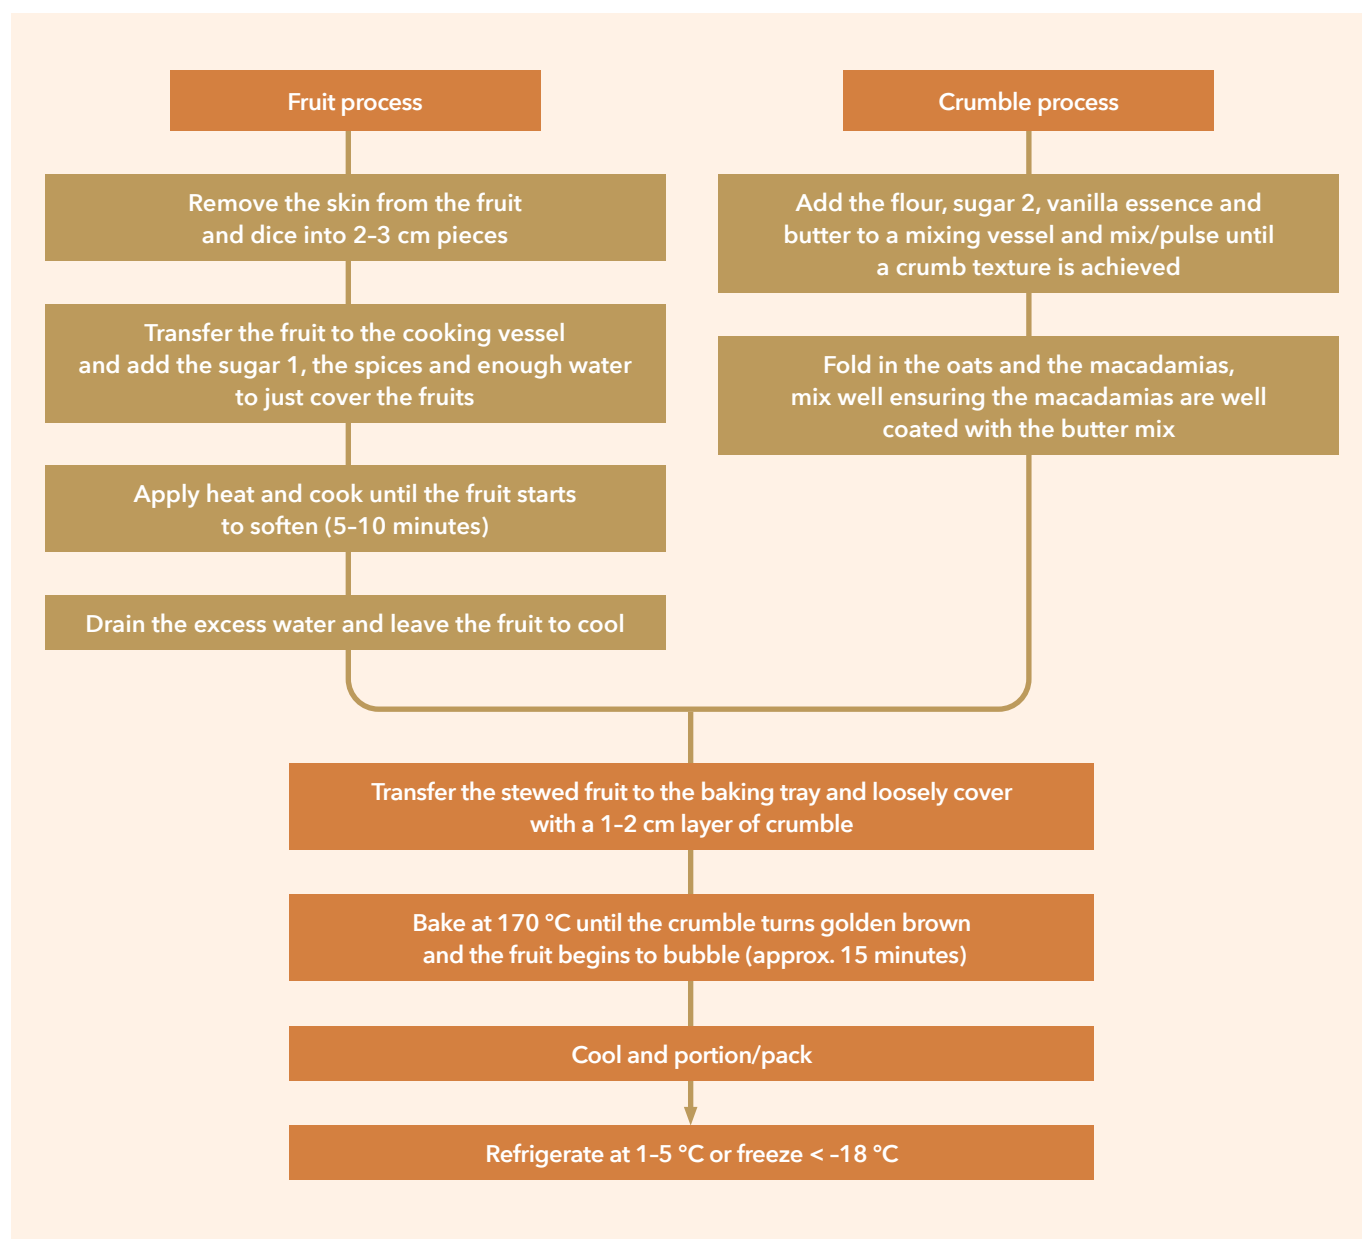 Fruit process
Remove the skin from the fruit
and dice into 2–3 cm pieces
Transfer the fruit to the cooking vessel
and add the sugar 1, the spices and enough water
to just cover the fruits
Apply heat and cook until the fruit starts
to soften (5–10 minutes)
Drain the excess water and leave the fruit to cool
Crumble process
Add the flour, sugar 2, vanilla essence and
butter to a mixing vessel and mix/pulse until
a crumb texture is achieved
Fold in the oats and the macadamias,
mix well ensuring the macadamias are well
coated with the butter mix
Transfer the stewed fruit to the baking tray and loosely cover
with a 1–2 cm layer of crumble
Bake at 170 °C until the crumble turns golden brown
and the fruit begins to bubble (approx. 15 minutes)
Cool and portion/pack
Refrigerate at 1–5 °C or freeze < –18 °C